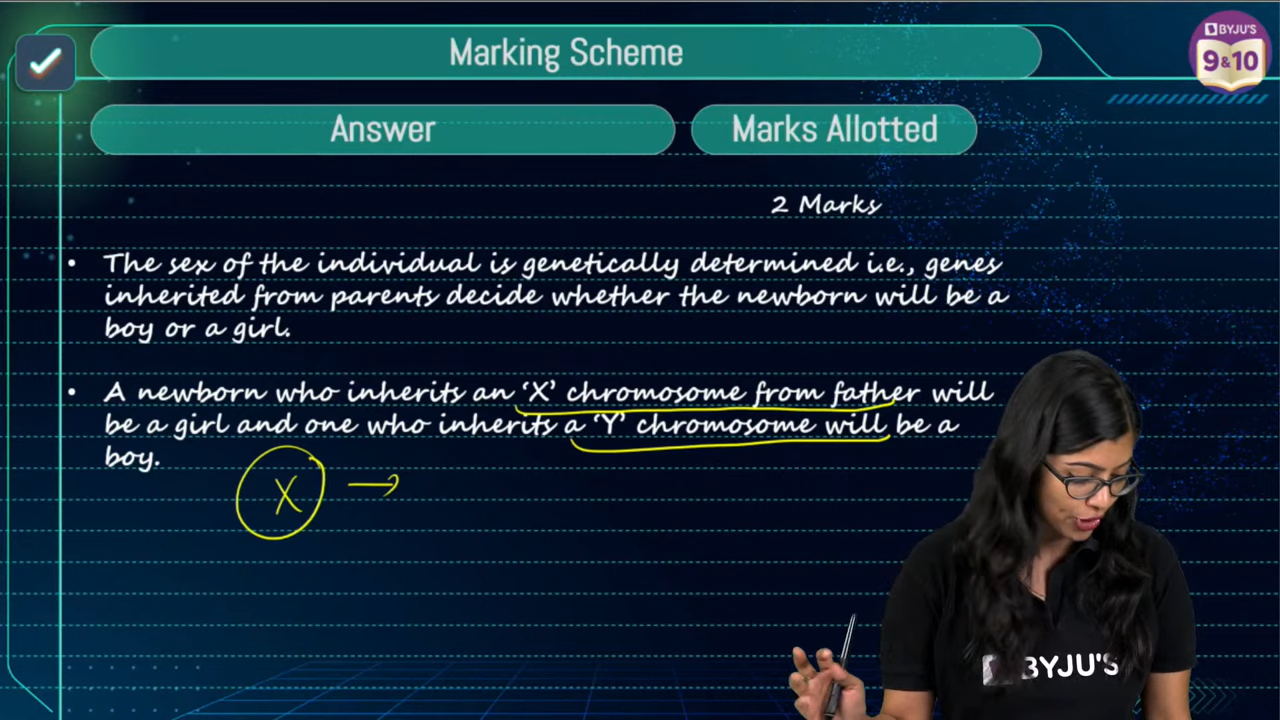 Marking Scheme
BYJU'S
9&10
Answer
Marks Allotted
2 Marks
• The sex of the individual is genetically determined i.e., genes
inherited from parents decide whether the newborn will be a
boy or a girl.
• A newborn who inherits an ‘X’ chromosome from father will
be a girl and one who inherits a ‘Y’ chromosome will be a
boy.
X →
BYJU'S